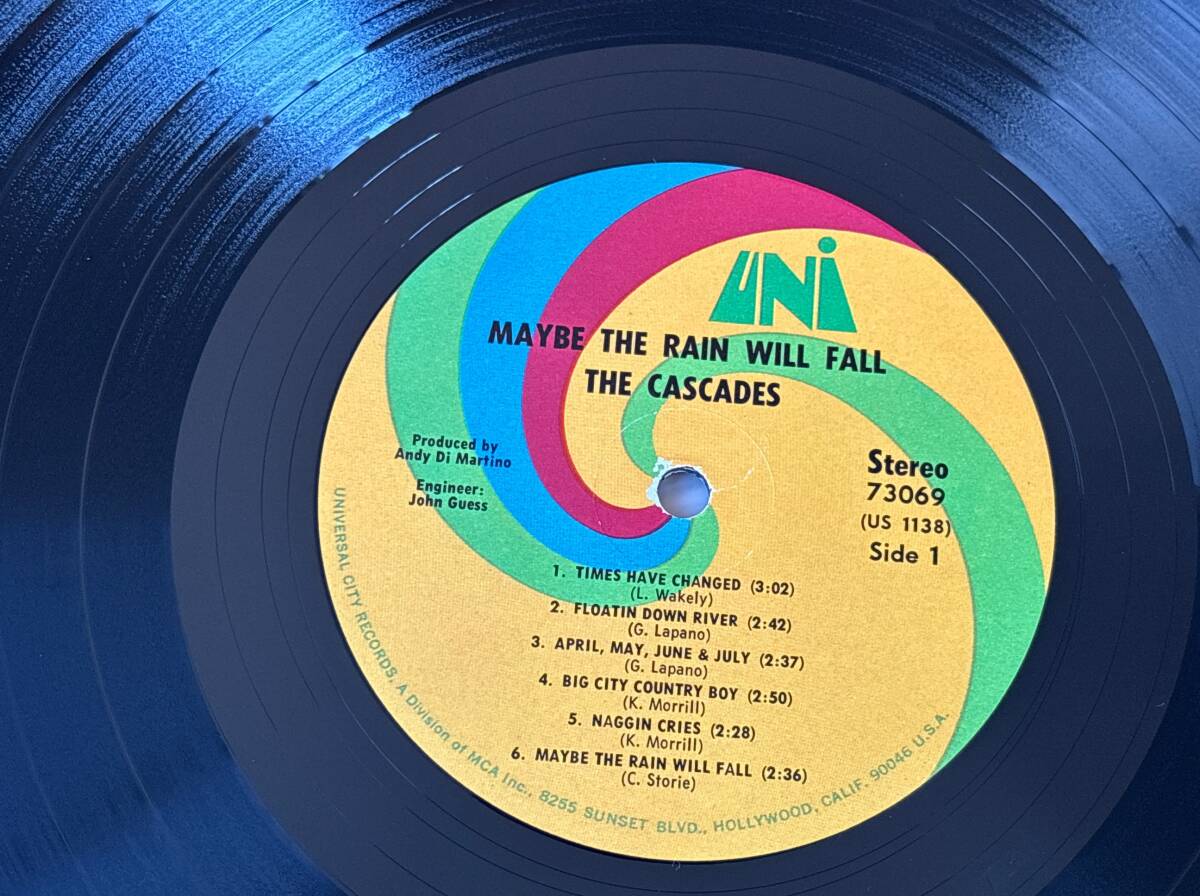 UNi
MAYBE THE RAIN WILL FALL
THE CASCADES
Produced by
Andy Di Martino
Engineer:
John Guess
Stereo
73069
(US 1138)
Side 1
1. TIMES HAVE CHANGED (3:02)
(L. Wakely)
2. FLOATIN DOWN RIVER (2:42)
(G. Lapano)
3. APRIL, MAY, JUNE & JULY (2:37)
(G. Lapano)
4. BIG CITY COUNTRY BOY (2:50)
(K. Morrill)
5. NAGGIN CRIES (2:28)
(K. Morrill)
6. MAYBE THE RAIN WILL FALL (2:36)
(C. Storie)
UNIVERSAL CITY RECORDS, A Division of MCA Inc., 8255 SUNSET BLVD., HOLLYWOOD, CALIF. 90046 U.S.A.